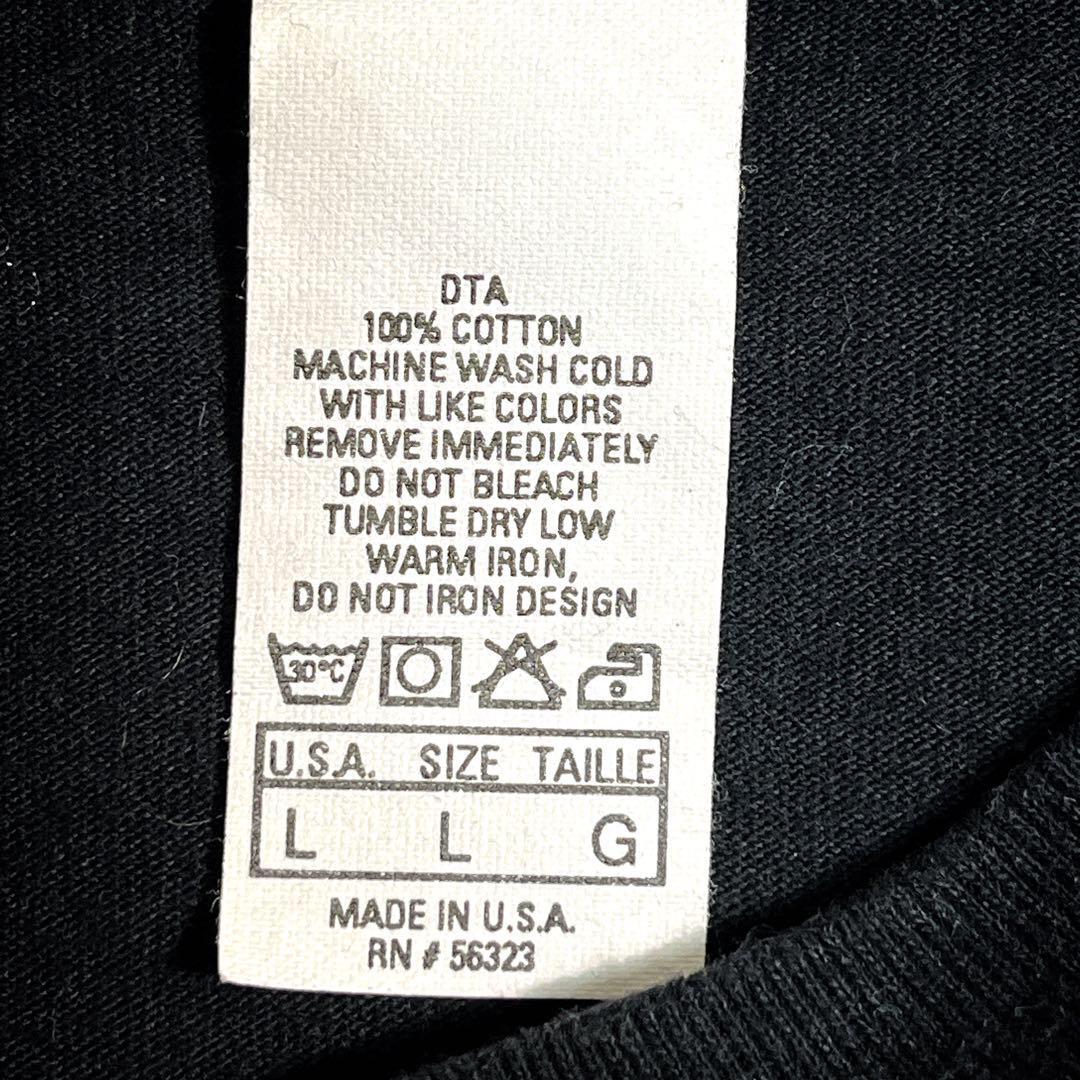 DTA
100% COTTON
MACHINE WASH COLD
WITH LIKE COLORS
REMOVE IMMEDIATELY
DO NOT BLEACH
TUMBLE DRY LOW
WARM IRON,
DO NOT IRON DESIGN
30°C
U.S.A. SIZE TAILLE
L L G
MADE IN U.S.A.
RN # 56323